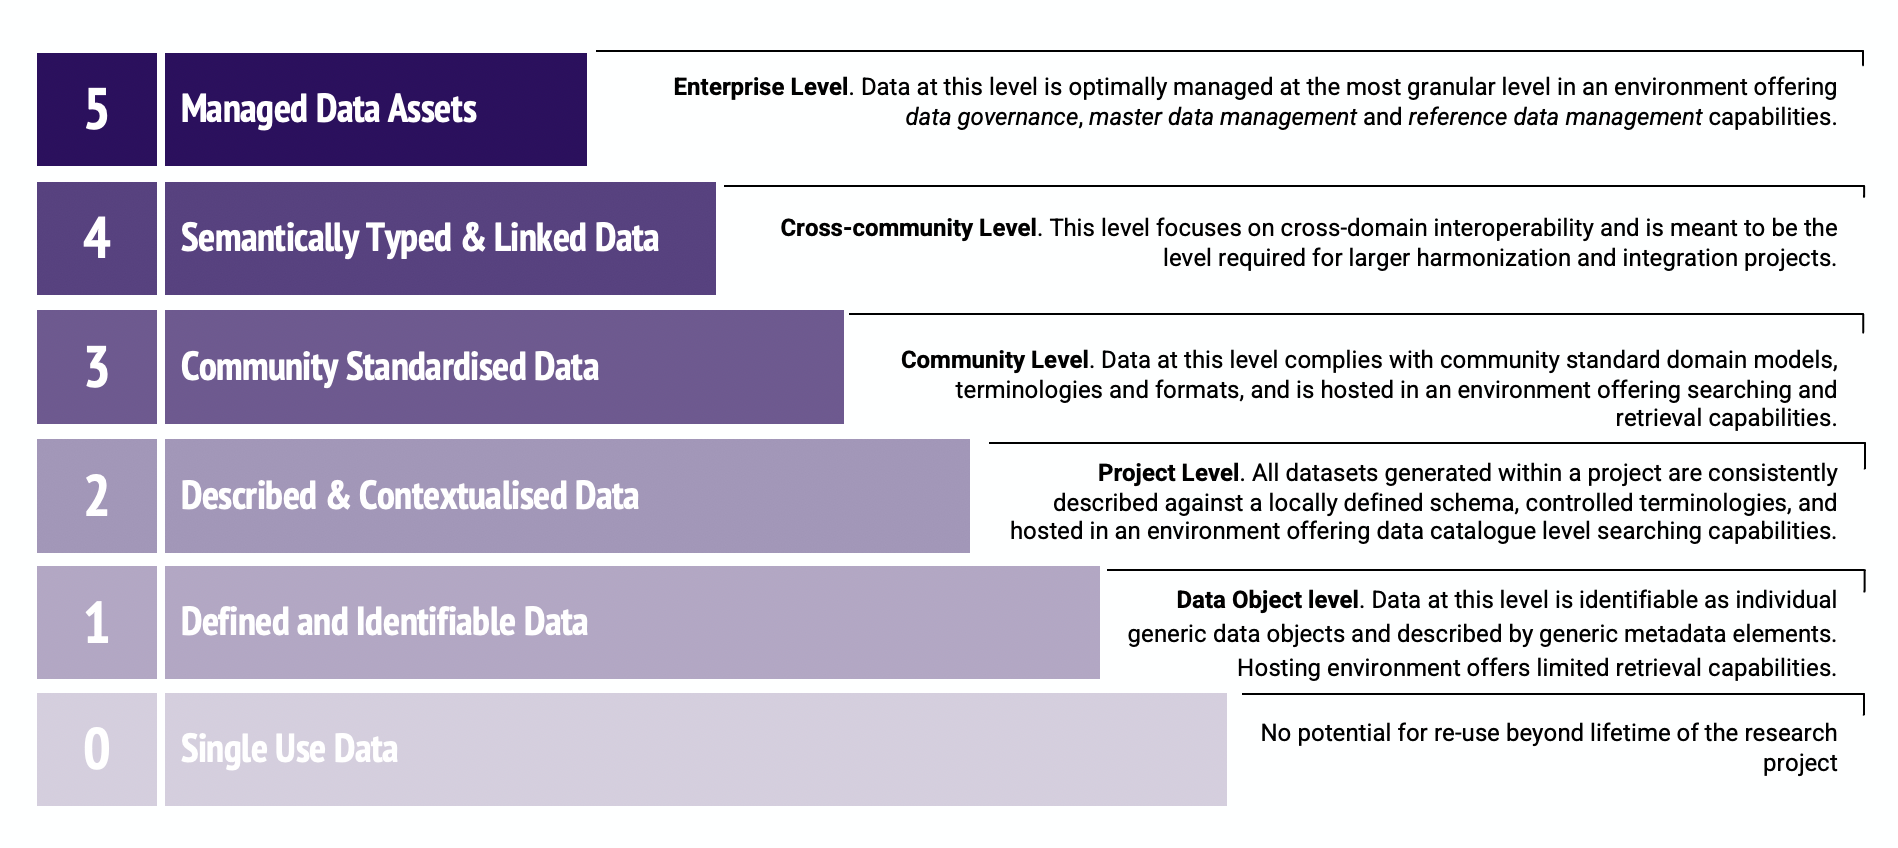 5
Managed Data Assets
Enterprise Level. Data at this level is optimally managed at the most granular level in an environment offering
data governance, master data management and reference data management capabilities.
4
Semantically Typed & Linked Data
Cross-community Level. This level focuses on cross-domain interoperability and is meant to be the
level required for larger harmonization and integration projects.
3
Community Standardised Data
Community Level. Data at this level complies with community standard domain models,
terminologies and formats, and is hosted in an environment offering searching and
retrieval capabilities.
2
Described & Contextualised Data
Project Level. All datasets generated within a project are consistently
described against a locally defined schema, controlled terminologies, and
hosted in an environment offering data catalogue level searching capabilities.
1
Defined and Identifiable Data
Data Object level. Data at this level is identifiable as individual
generic data objects and described by generic metadata elements.
Hosting environment offers limited retrieval capabilities.
0
Single Use Data
No potential for re-use beyond lifetime of the research
project